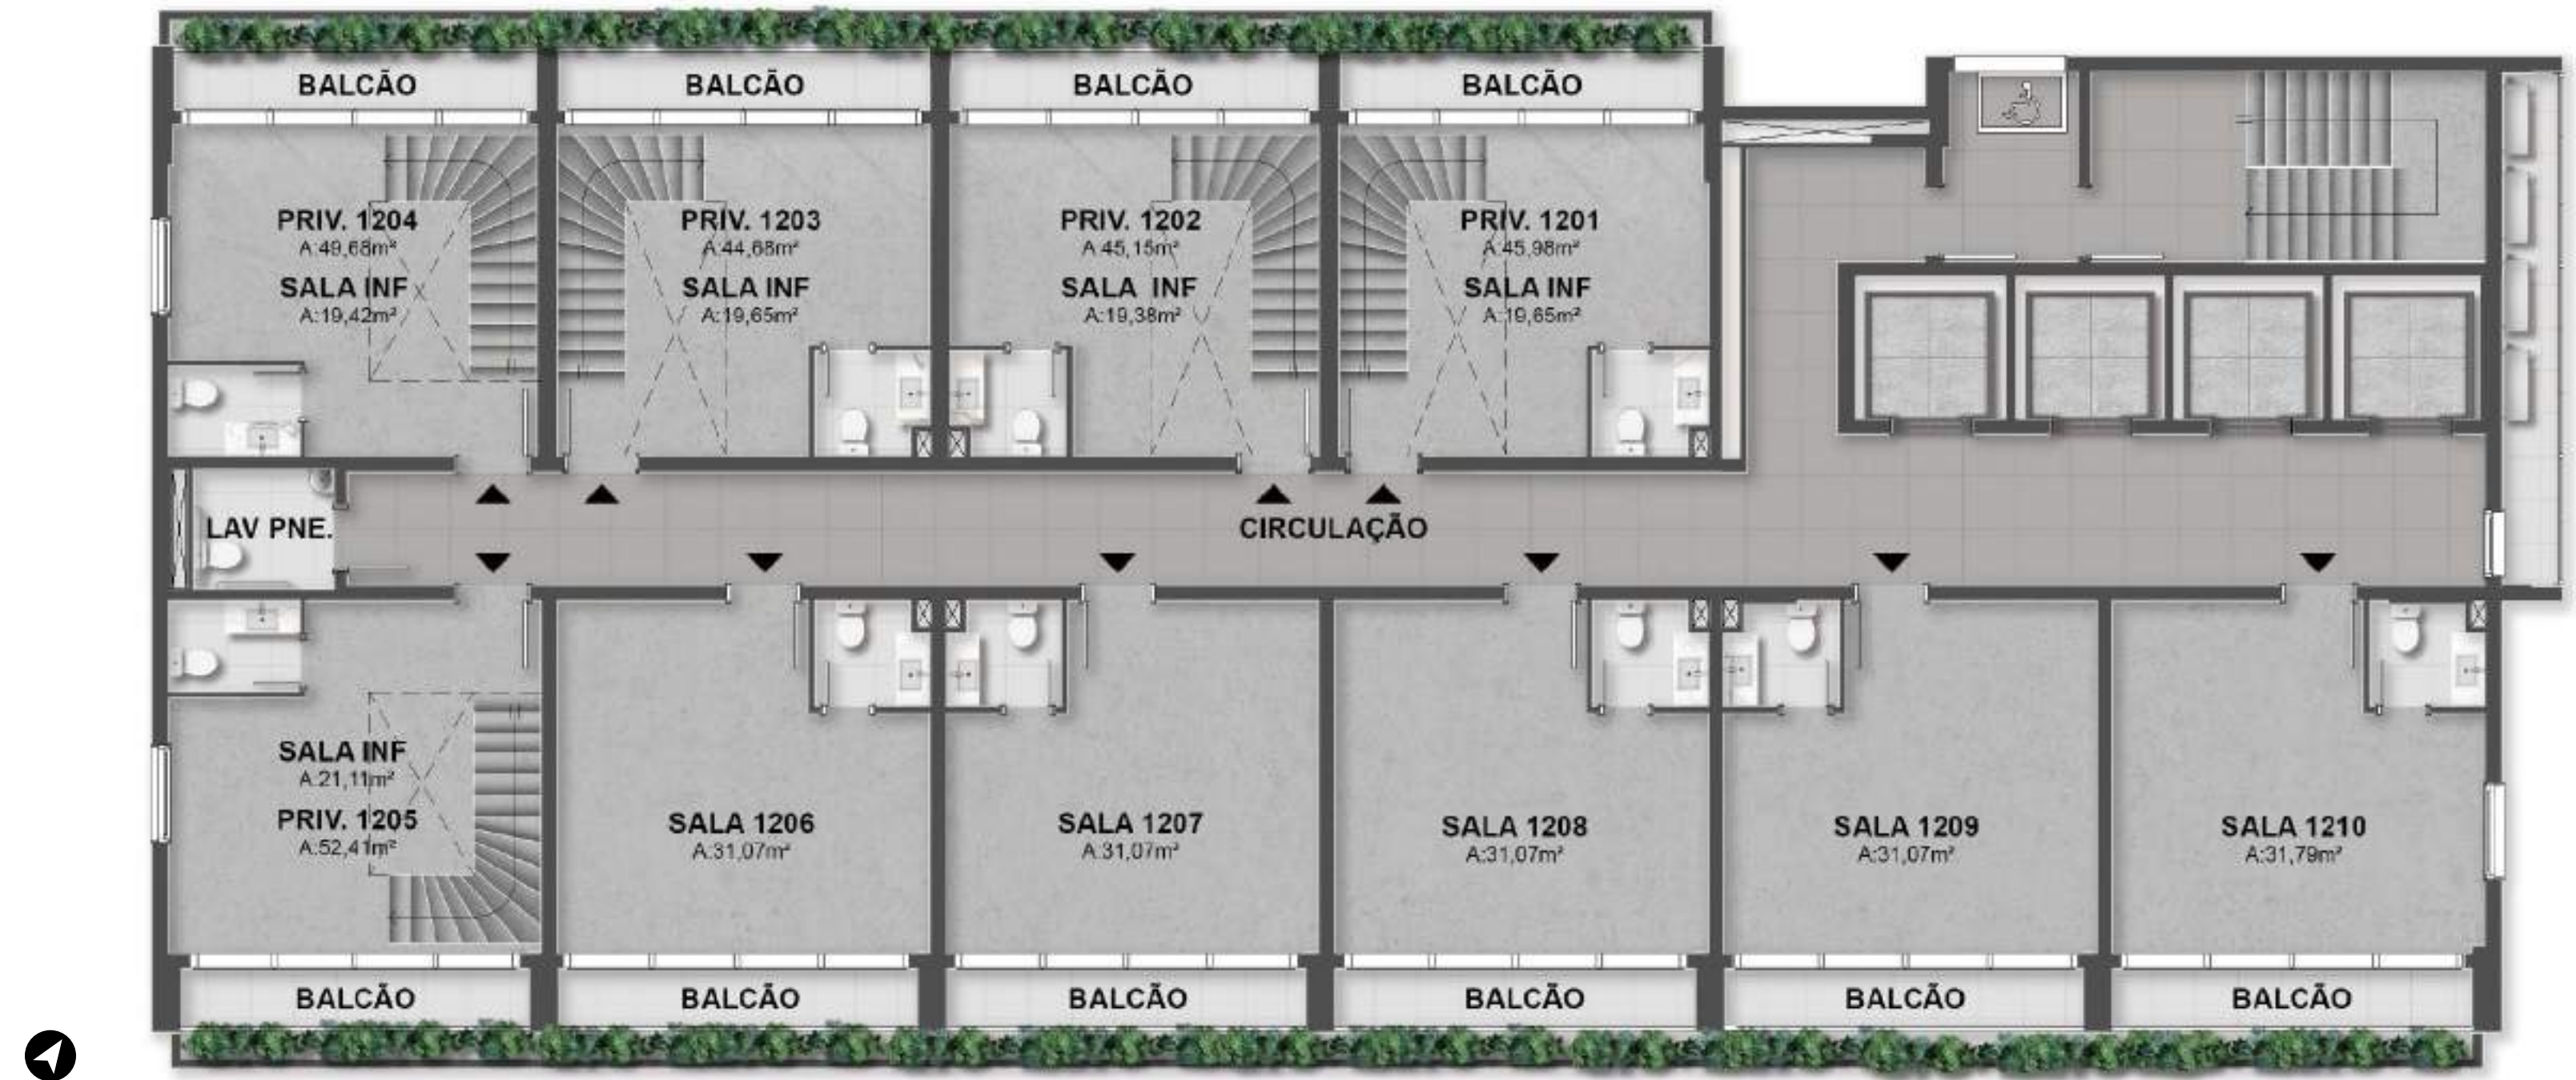 BALCÃO
BALCÃO
BALCÃO
BALCÃO
PRIV. 1204
A:49,68m²
SALA INF
A:19,42m²
PRIV. 1203
A:44,68m²
SALA INF
A:19,65m²
PRIV. 1202
A:45,15m²
SALA INF
A:19,38m²
PRIV. 1201
A:45,98m²
SALA INF
A:19,65m²
LAV PNE.
CIRCULAÇÃO
SALA INF
A:21,11m²
PRIV. 1205
A:52,41m²
SALA 1206
A:31,07m²
SALA 1207
A:31,07m²
SALA 1208
A:31,07m²
SALA 1209
A:31,07m²
SALA 1210
A:31,79m²
BALCÃO
BALCÃO
BALCÃO
BALCÃO
BALCÃO
BALCÃO